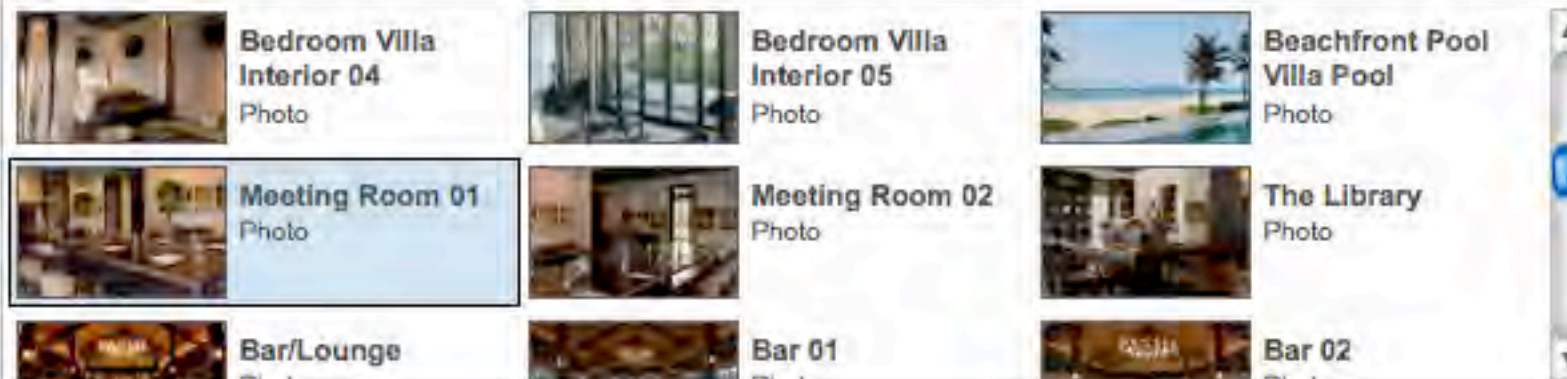 Bedroom Villa
Interior 04
Photo
Bedroom Villa
Interior 05
Photo
Beachfront Pool
Villa Pool
Photo
Meeting Room 01
Photo
Meeting Room 02
Photo
The Library
Photo
Bar/Lounge
Bar 01
Bar 02